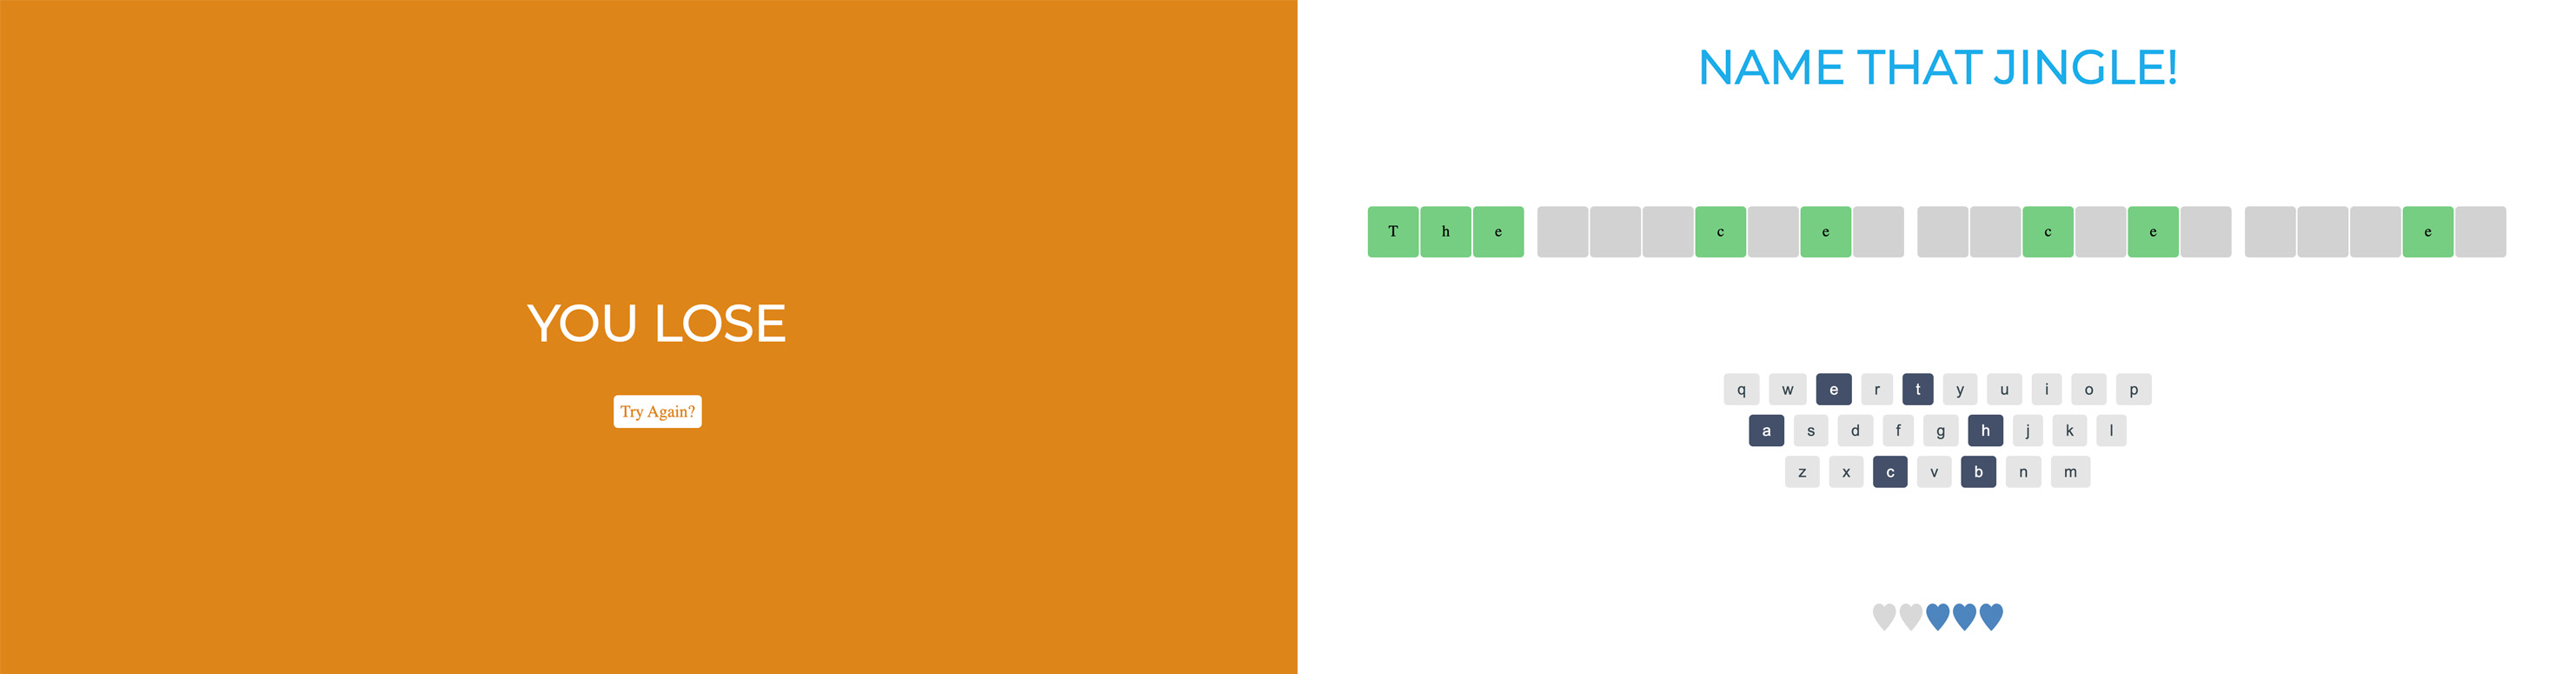 YOU LOSE
Try Again?
NAME THAT JINGLE!
T h e c e c e e
q w e r t y u i o p
a s d f g h j k l
z x c v b n m